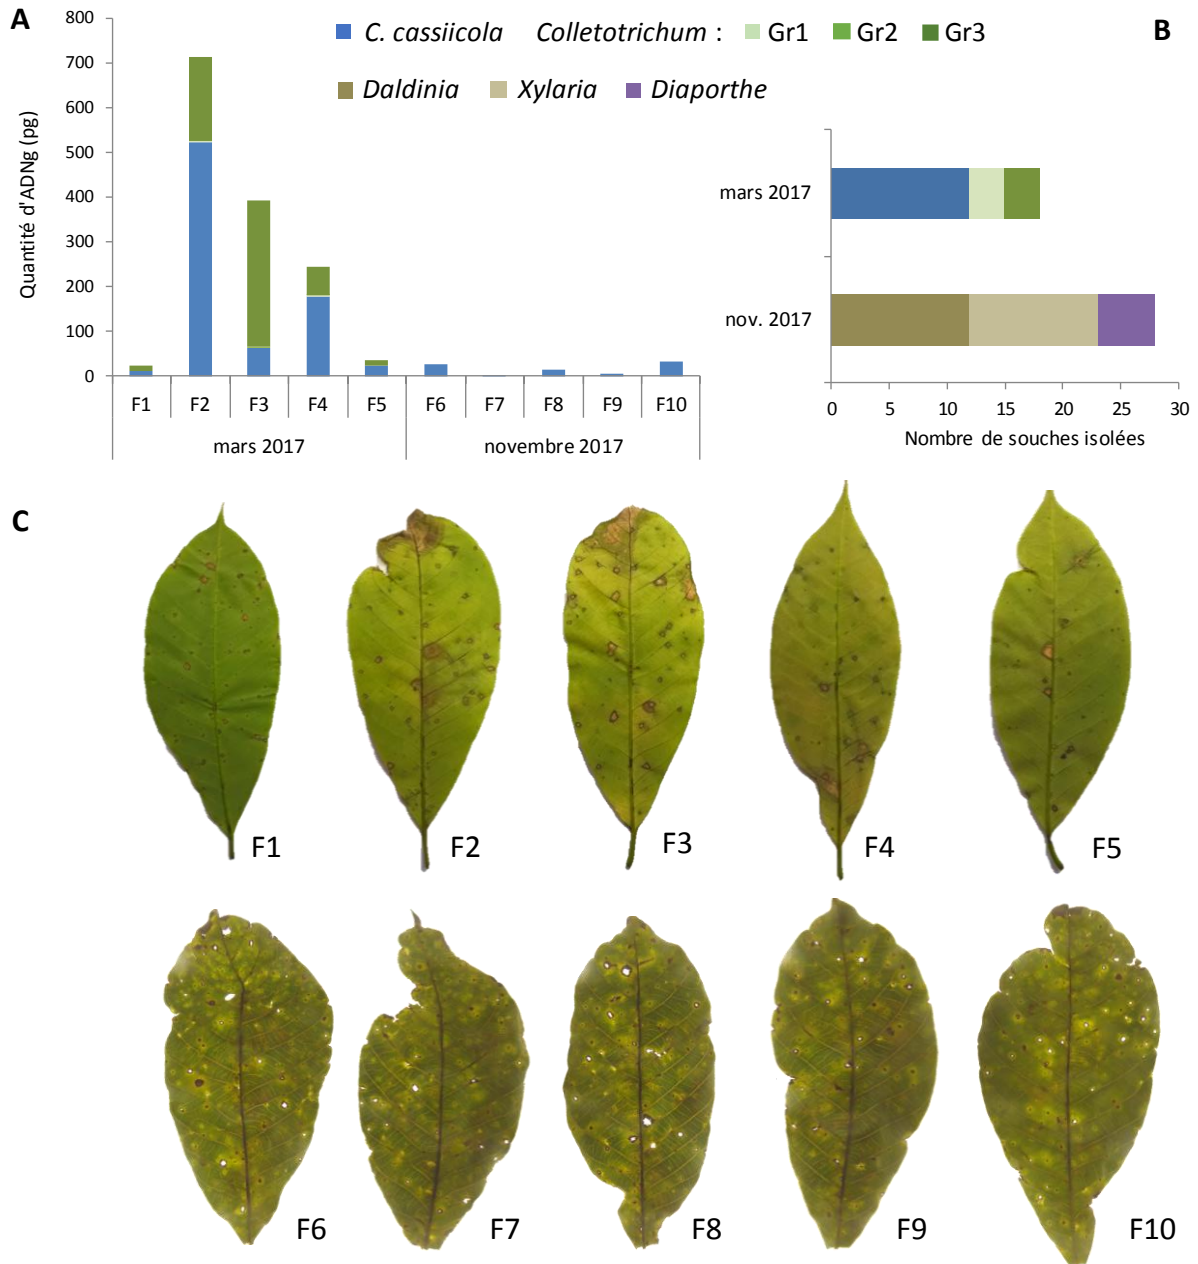 A
800
700
600
500
400
300
200
100
0
Quantité d'ADNg (pg)
C. cassiicola Colletotrichum : Gr1 Gr2 Gr3
Daldinia Xylaria Diaporthe
F1 F2 F3 F4 F5 F6 F7 F8 F9 F10
mars 2017 novembre 2017
B
mars 2017
nov. 2017
0 5 10 15 20 25 30
Nombre de souches isolées
C
F1 F2 F3 F4 F5
F6 F7 F8 F9 F10